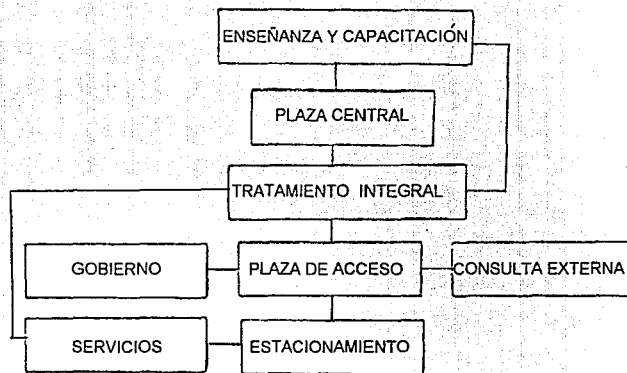 ENSEÑANZA Y CAPACITACIÓN
PLAZA CENTRAL
TRATAMIENTO INTEGRAL
GOBIERNO
PLAZA DE ACCESO
CONSULTA EXTERNA
SERVICIOS
ESTACIONAMIENTO